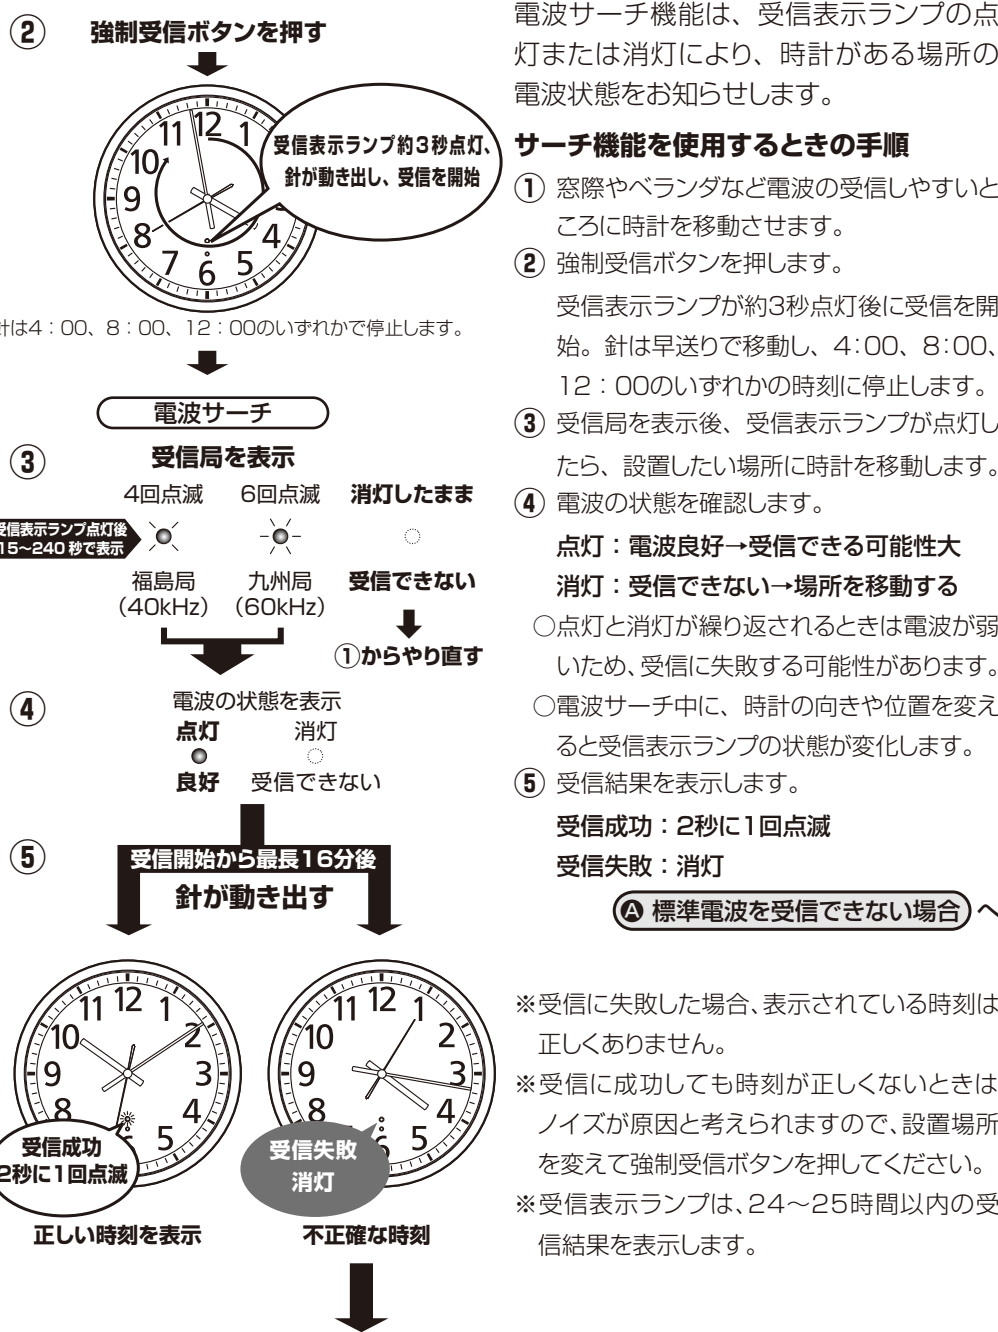 ② 強制受信ボタンを押す
11 12 1
10
9
8 4
7 6 5
受信表示ランプ約3秒点灯、
針が動き出し、受信を開始
針は4：00、8：00、12：00のいずれかで停止します。
電波サーチ
③ 受信局を表示
4回点滅 6回点滅 消灯したまま
受信表示ランプ点灯後
15～240 秒で表示
福島局 九州局 受信できない
（40kHz） （60kHz）
①からやり直す
④ 電波の状態を表示
点灯 消灯
良好 受信できない
⑤ 受信開始から最長16分後
針が動き出す
11 12 1
10 2
9 3
8 4
5
受信成功
2秒に1回点滅
正しい時刻を表示
11 12 1
10 2
9 3
8 4
6 5
受信失敗
消灯
不正確な時刻
電波サーチ機能は、受信表示ランプの点
灯または消灯により、時計がある場所の
電波状態をお知らせします。
サーチ機能を使用するときの手順
① 窓際やベランダなど電波の受信しやすいと
ころに時計を移動させます。
② 強制受信ボタンを押します。
受信表示ランプが約3秒点灯後に受信を開
始。針は早送りで移動し、4：00、8：00、
12：00のいずれかの時刻に停止します。
③ 受信局を表示後、受信表示ランプが点灯し
たら、設置したい場所に時計を移動します。
④ 電波の状態を確認します。
点灯：電波良好→受信できる可能性大
消灯：受信できない→場所を移動する
○点灯と消灯が繰り返されるときは電波が弱
いため、受信に失敗する可能性があります。
○電波サーチ中に、時計の向きや位置を変え
ると受信表示ランプの状態が変化します。
⑤ 受信結果を表示します。
受信成功：2秒に1回点滅
受信失敗：消灯
Ⓐ 標準電波を受信できない場合 へ
※受信に失敗した場合、表示されている時刻は
正しくありません。
※受信に成功しても時刻が正しくないときは
ノイズが原因と考えられますので、設置場所
を変えて強制受信ボタンを押してください。
※受信表示ランプは、24～25時間以内の受
信結果を表示します。